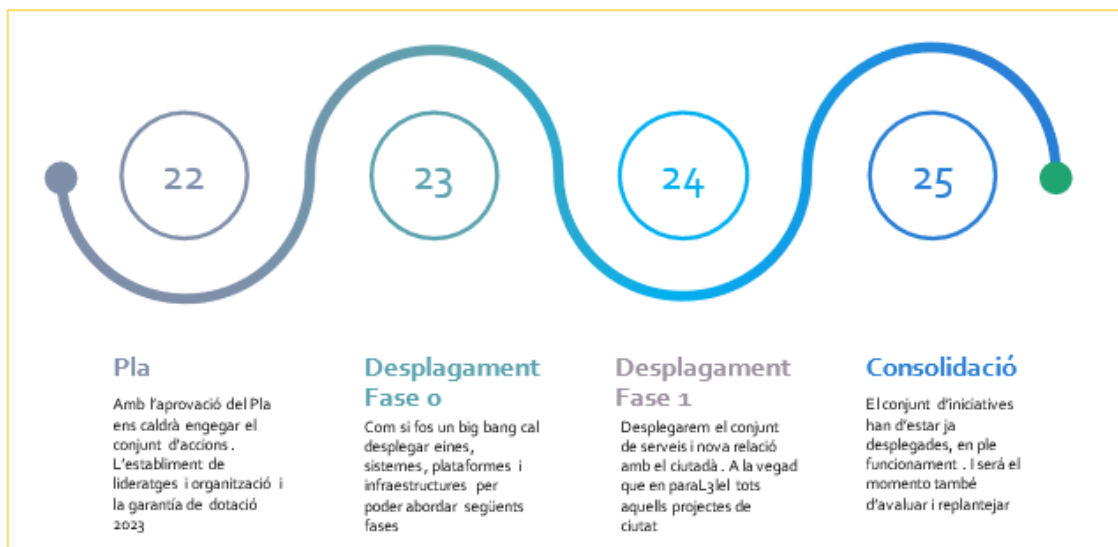 22
23
24
25
Pla
Amb l'aprovació del Pla
ens caldrà engegar el
conjunt d'accions.
L'establiment de
lideratges i organització i
la garantía de dotació
2023
Desplagament
Fase 0
Com si fos un big bang cal
desplegar eines,
sistemes, plataformes i
infraestructures per
poder abordar següents
fases
Desplagament
Fase 1
Desplegarem el conjunt
de serveis i nova relació
amb el ciutadà. A la vegad
que en paraL3lel tots
aquells projectes de
ciutat
Consolidació
El conjunt d'iniciatives
han d'estar ja
desplegades, en ple
funcionament. I será el
momento també
d'avaluar i replantejar